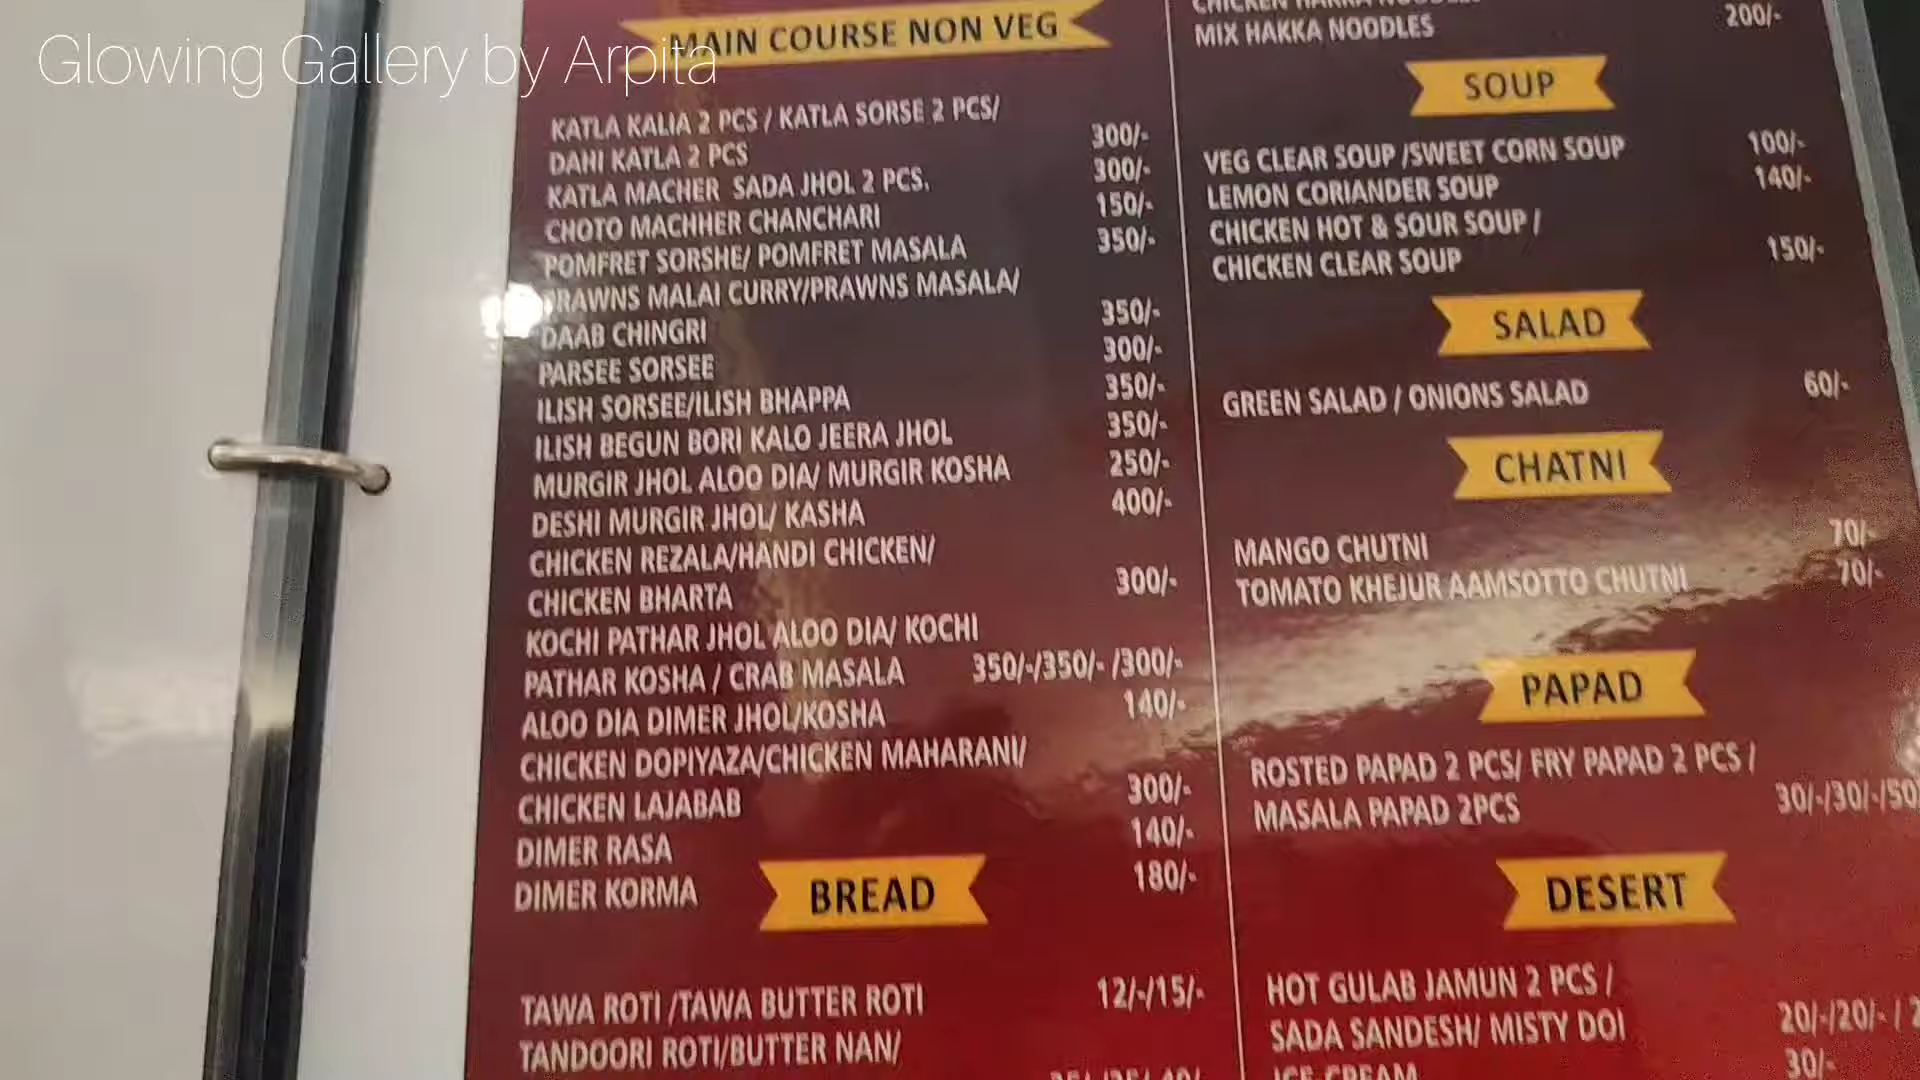 Glowing Gallery by Arpita
MAIN COURSE NON VEG
KATLA KALIA 2 PCS / KATLA SORSE 2 PCS/
DAHI KATLA 2 PCS 300/-
KATLA MACHER SADA JHOL 2 PCS. 300/-
CHOTO MACHHER CHANCHARI 150/-
POMFRET SORSHE/ POMFRET MASALA 350/-
PRAWNS MALAI CURRY/PRAWNS MASALA/
DAAB CHINGRI 350/-
PARSEE SORSEE 300/-
ILISH SORSEE/ILISH BHAPPA 350/-
ILISH BEGUN BORI KALO JEERA JHOL 350/-
MURGIR JHOL ALOO DIA/ MURGIR KOSHA 250/-
DESHI MURGIR JHOL/ KASHA 400/-
CHICKEN REZALA/HANDI CHICKEN/
CHICKEN BHARTA 300/-
KOCHI PATHAR JHOL ALOO DIA/ KOCHI
PATHAR KOSHA / CRAB MASALA 350/-/350/- /300/-
ALOO DIA DIMER JHOL/KOSHA 140/-
CHICKEN DOPIYAZA/CHICKEN MAHARANI/
CHICKEN LAJABAB 300/-
DIMER RASA 140/-
DIMER KORMA 180/-
BREAD
TAWA ROTI /TAWA BUTTER ROTI 12/-/15/-
TANDOORI ROTI/BUTTER NAN/
CHICKEN HAKKA NOODLES
MIX HAKKA NOODLES 200/-
SOUP
VEG CLEAR SOUP /SWEET CORN SOUP 100/-
LEMON CORIANDER SOUP 140/-
CHICKEN HOT & SOUR SOUP /
CHICKEN CLEAR SOUP 150/-
SALAD
GREEN SALAD / ONIONS SALAD 60/-
CHATNI
MANGO CHUTNI 70/-
TOMATO KHEJUR AAMSOTTO CHUTNI 70/-
PAPAD
ROSTED PAPAD 2 PCS/ FRY PAPAD 2 PCS /
MASALA PAPAD 2PCS 30/-/30/-/50
DESERT
HOT GULAB JAMUN 2 PCS /
SADA SANDESH/ MISTY DOI 20/-/20/- / 2
ICE CREAM 30/-